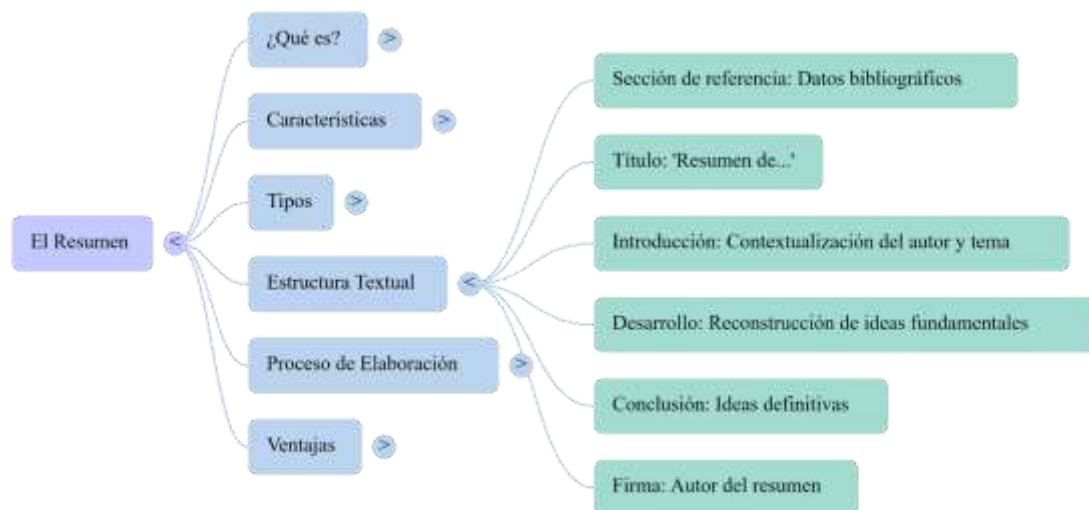 El Resumen
¿Qué es?
>
Características
>
Tipos
>
<
Estructura Textual
<
Proceso de Elaboración
>
Ventajas
>
Sección de referencia: Datos bibliográficos
Título: 'Resumen de...'
Introducción: Contextualización del autor y tema
Desarrollo: Reconstrucción de ideas fundamentales
Conclusión: Ideas definitivas
Firma: Autor del resumen